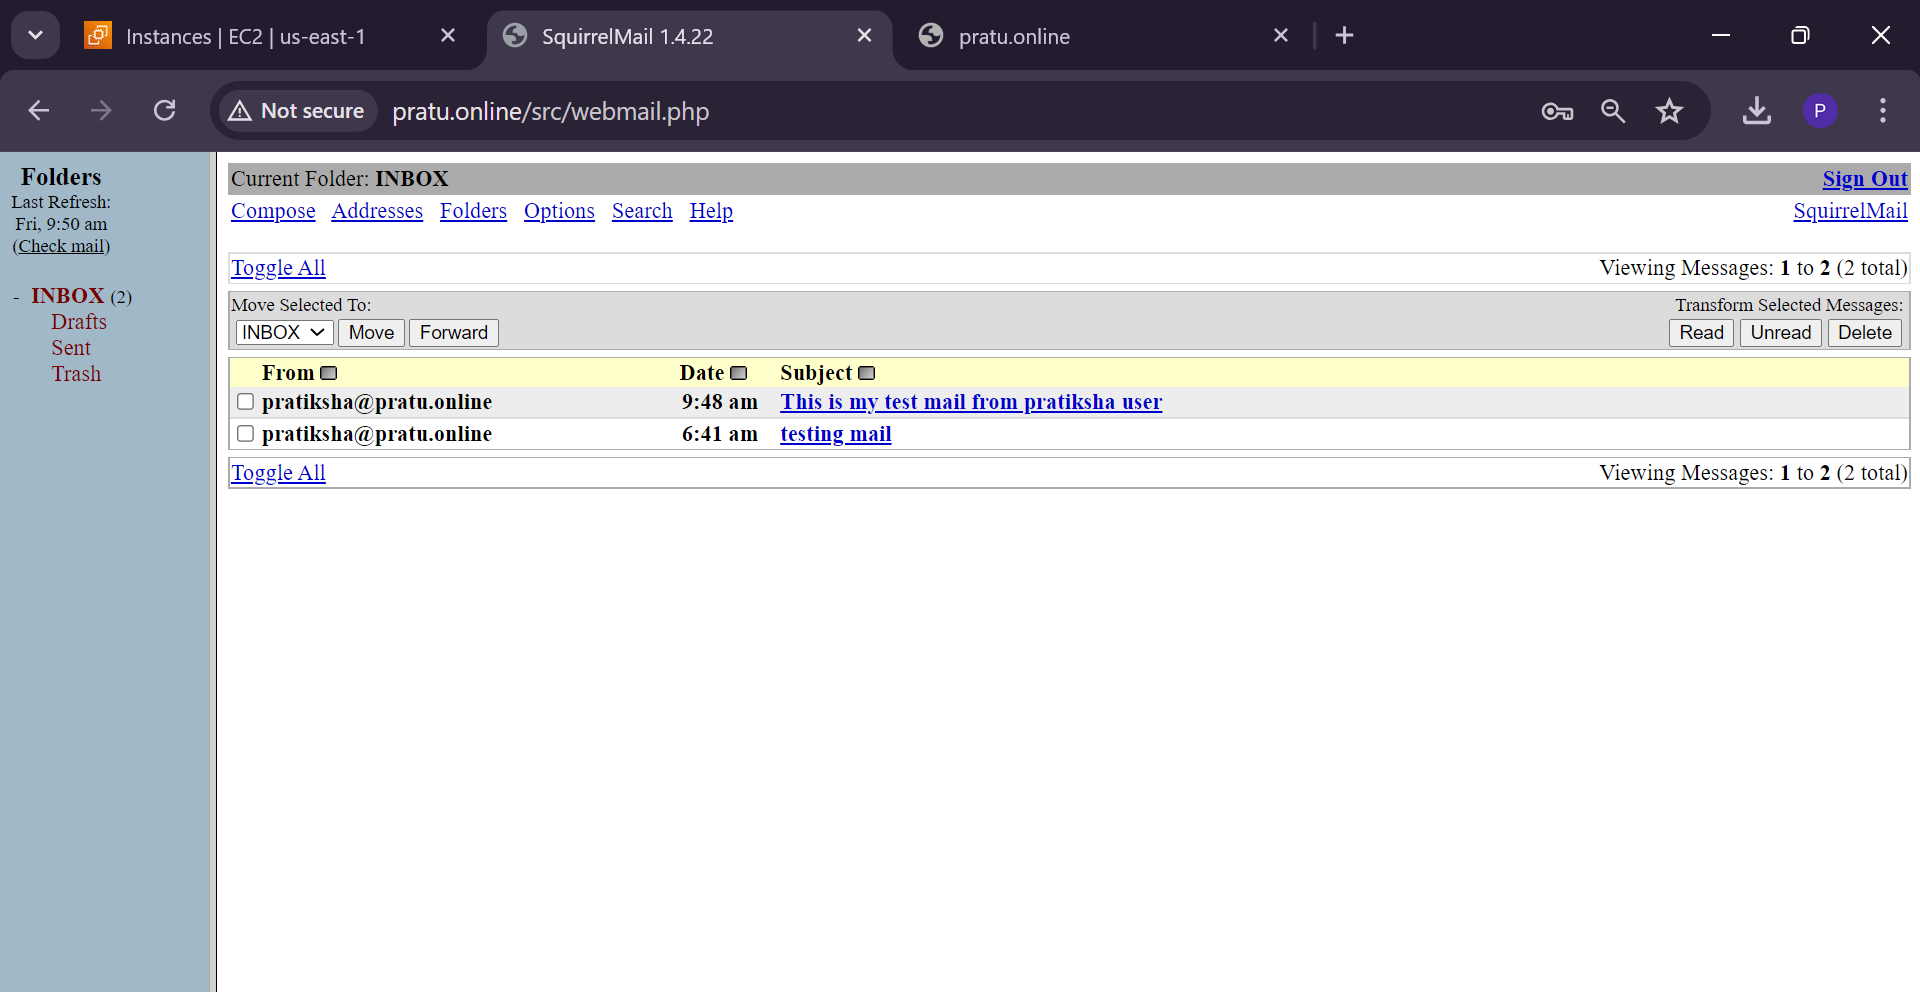 Instances | EC2 | us-east-1
SquirrelMail 1.4.22
pratu.online
Not secure
pratu.online/src/webmail.php
P
Folders
Last Refresh:
Fri, 9:50 am
(Check mail)
- INBOX (2)
Drafts
Sent
Trash
Current Folder: INBOX
Sign Out
Compose Addresses Folders Options Search Help
SquirrelMail
Toggle All
Viewing Messages: 1 to 2 (2 total)
Move Selected To:
Transform Selected Messages:
INBOX Move Forward
Read Unread Delete
From Date Subject
pratiksha@pratu.online 9:48 am This is my test mail from pratiksha user
pratiksha@pratu.online 6:41 am testing mail
Toggle All
Viewing Messages: 1 to 2 (2 total)